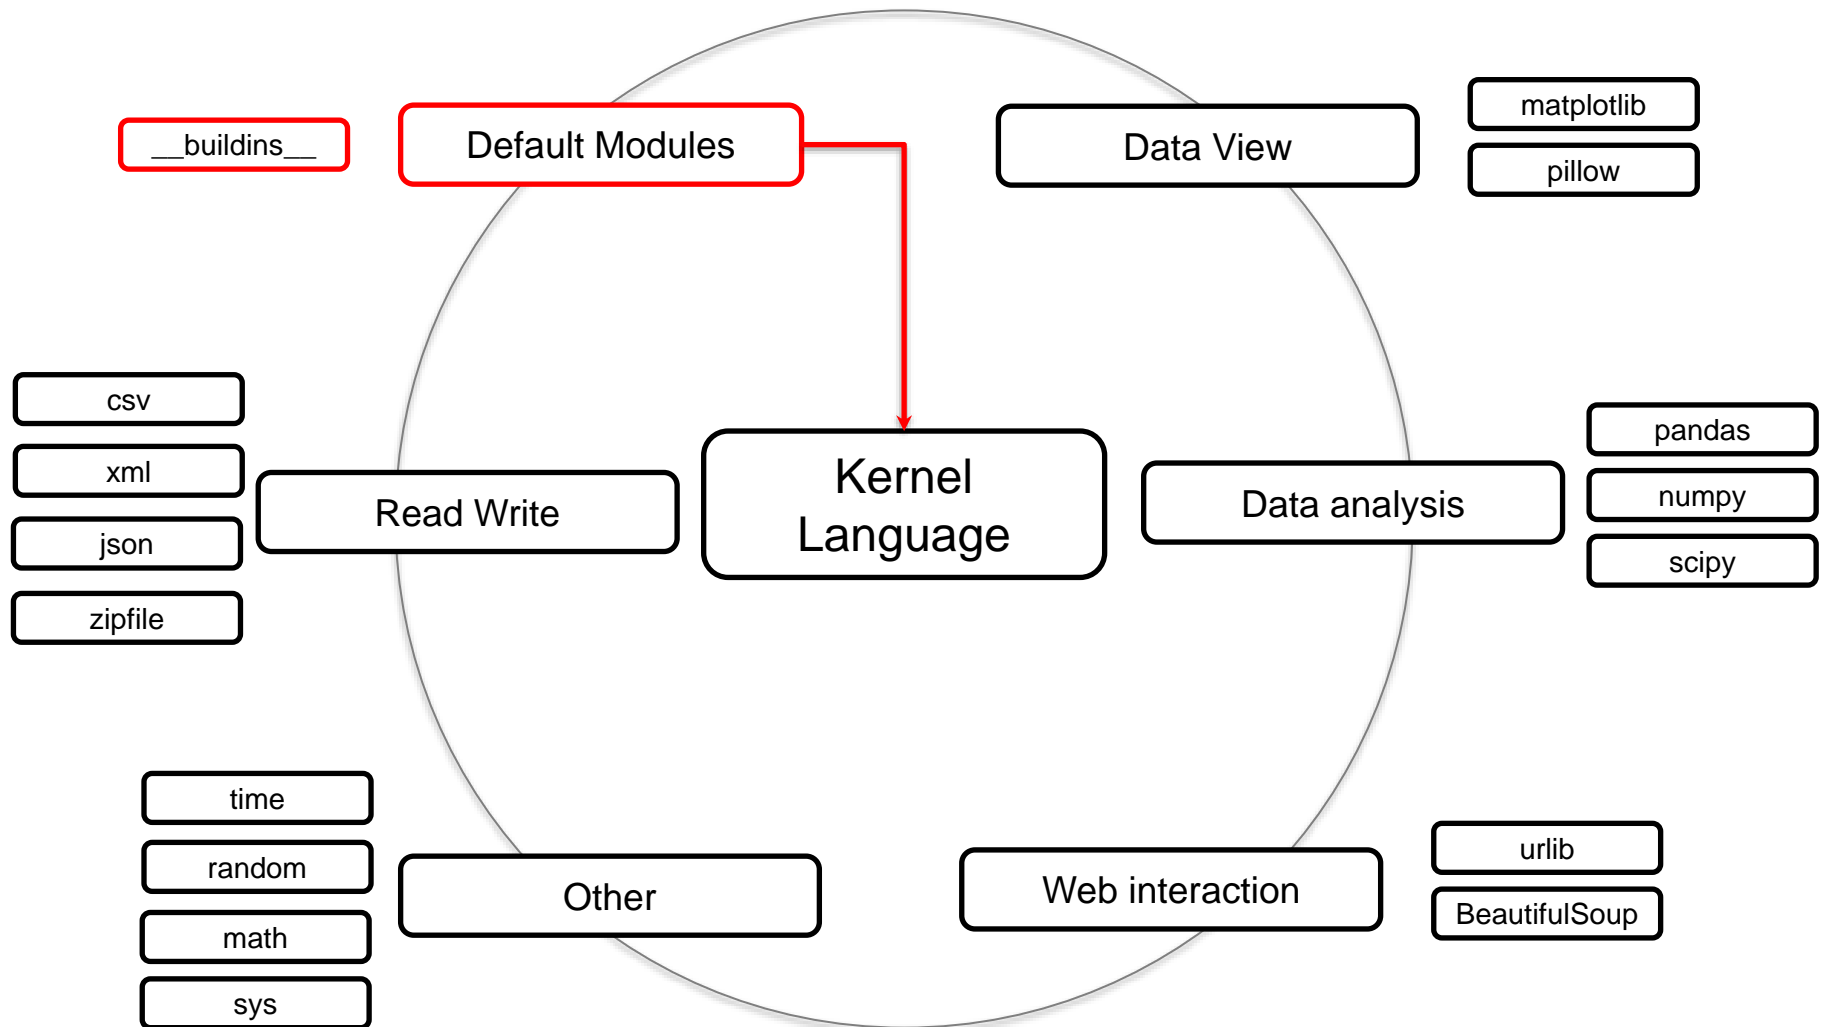 __buildins__
Default Modules
Data View
matplotlib
pillow
csv
xml
json
zipfile
Read Write
Kernel
Language
Data analysis
pandas
numpy
scipy
time
random
math
sys
Other
Web interaction
urlib
BeautifulSoup